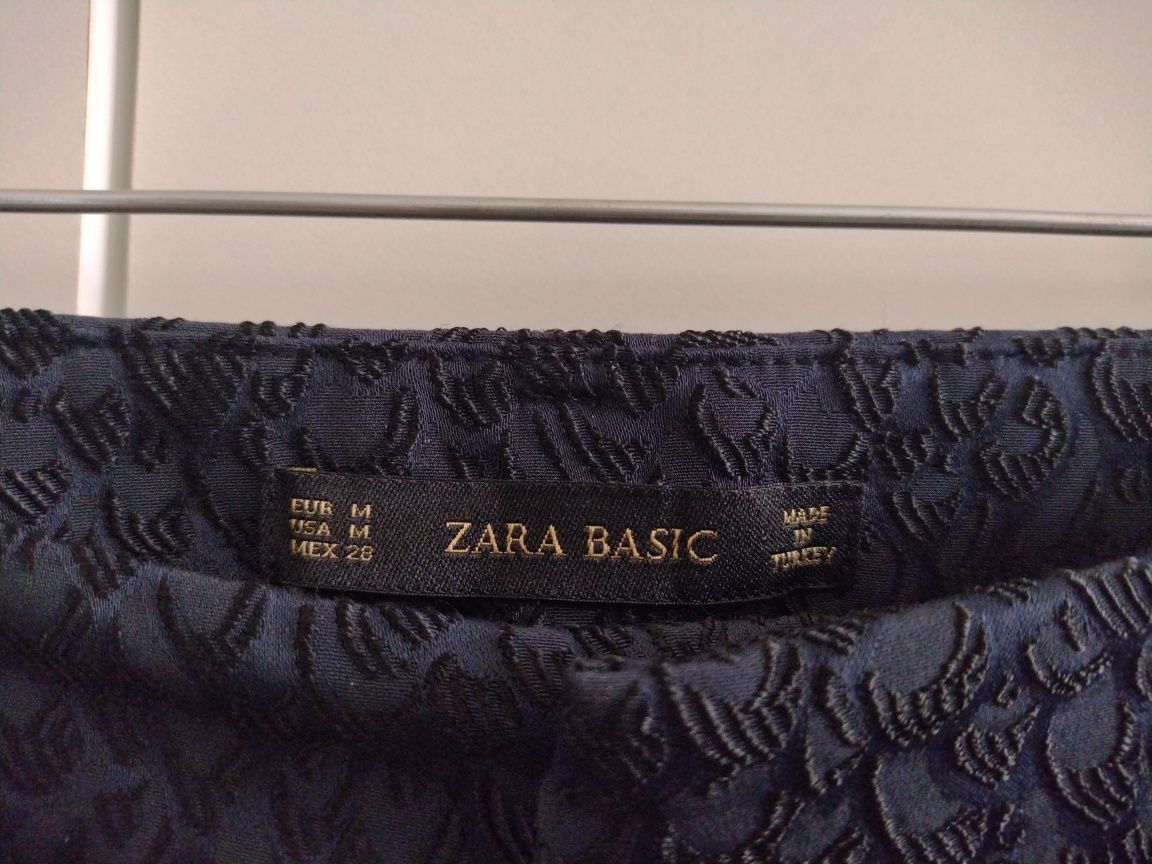 EUR M
USA M
MEX 28
ZARA BASIC
MADE
IN
TURKEY